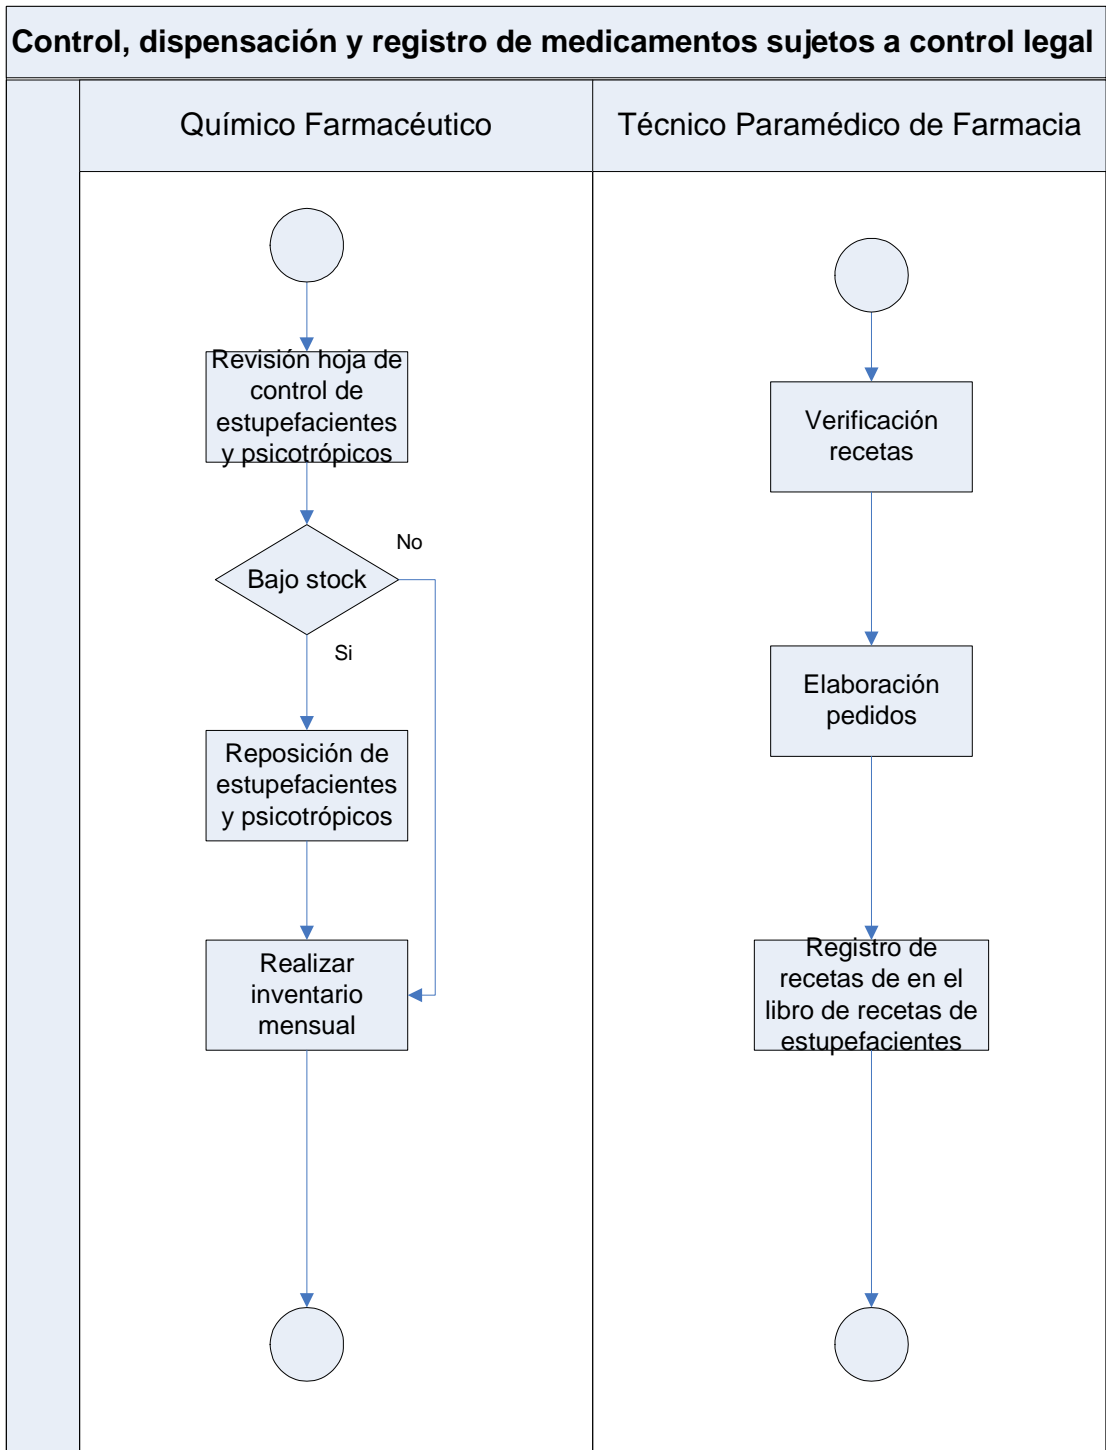 Control, dispensación y registro de medicamentos sujetos a control legal
Químico Farmacéutico
Técnico Paramédico de Farmacia
Revisión hoja de
control de
estupefacientes
y psicotrópicos
Bajo stock
No
Si
Reposición de
estupefacientes
y psicotrópicos
Realizar
inventario
mensual
Verificación
recetas
Elaboración
pedidos
Registro de
recetas de en el
libro de recetas de
estupefacientes